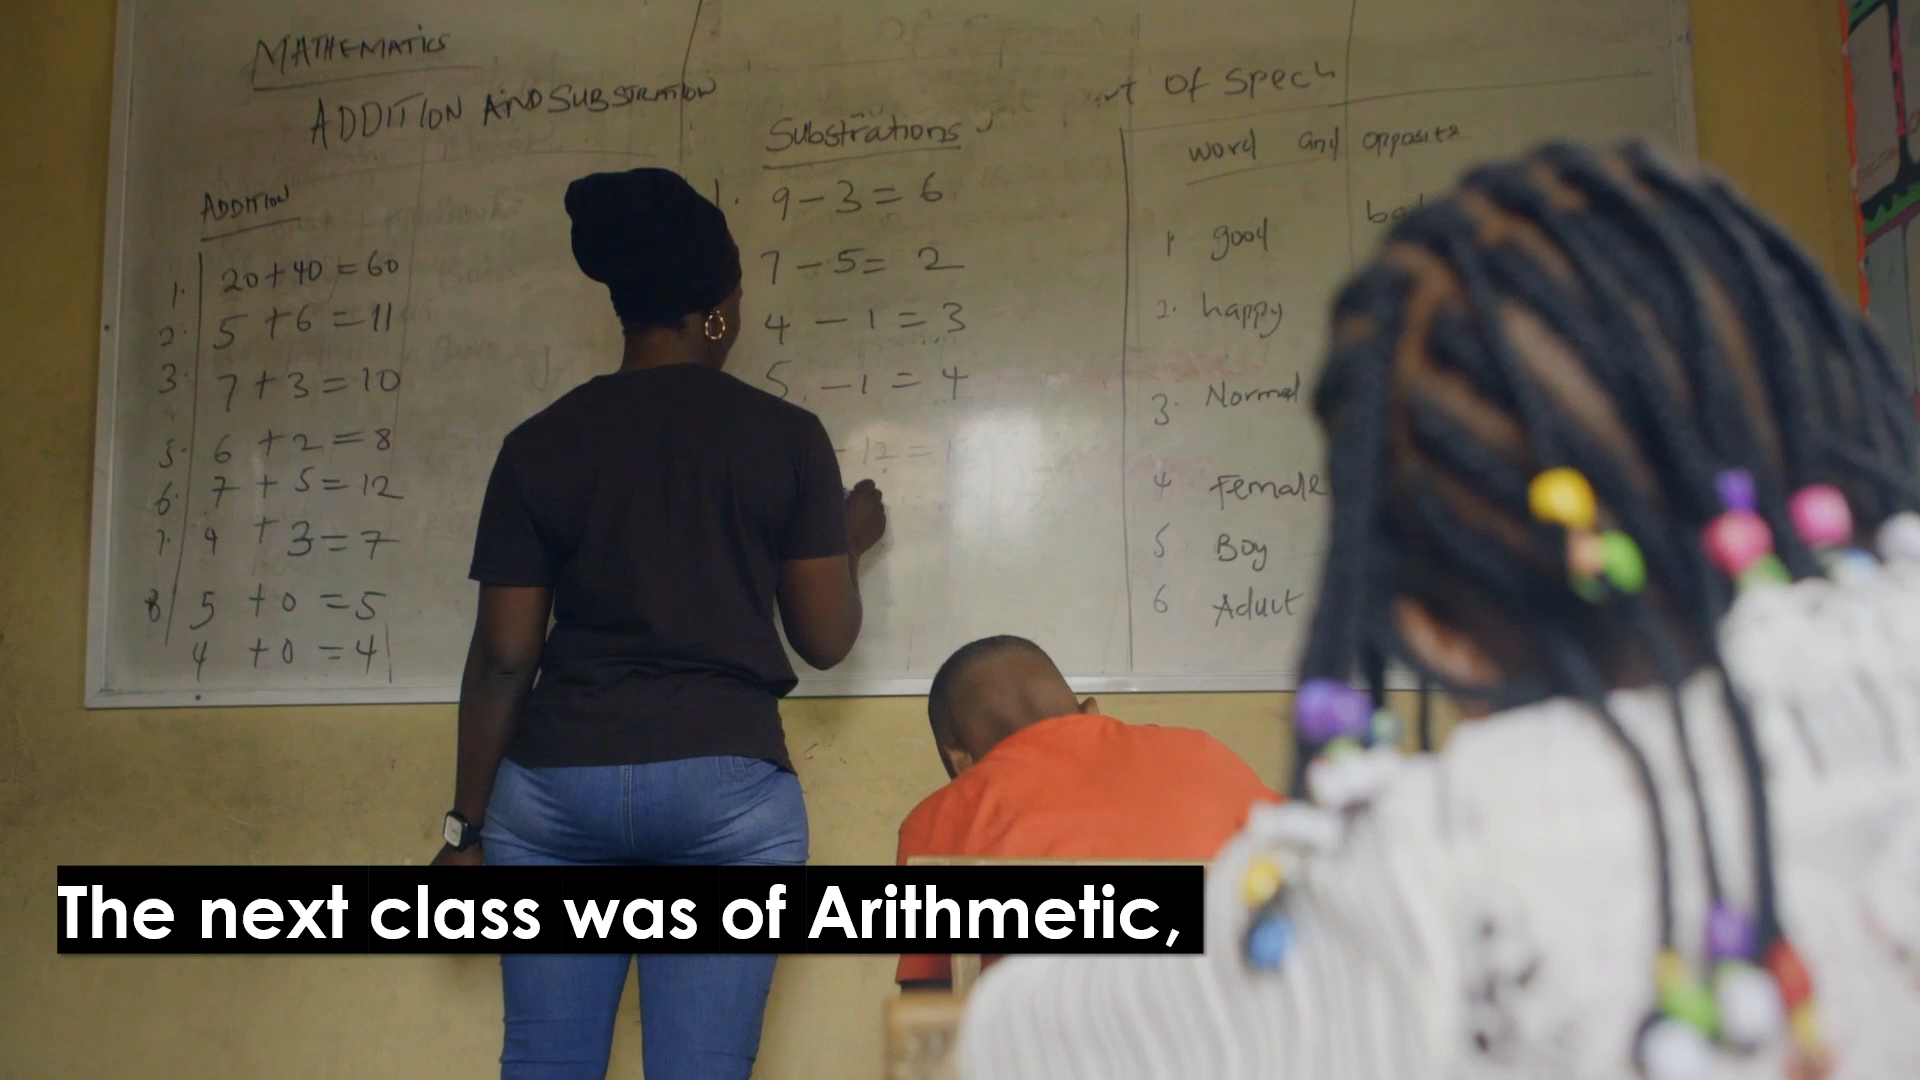 MATHEMATICS
ADDITION AND SUBSTRATION
ADDITION
1. 20+40=60
2. 5+6=11
3. 7+3=10
5. 6+2=8
6. 7+5=12
7. 4+3=7
8 5+0=5
4+0=4
Substrations
1. 9-3=6
7-5=2
4-1=3
5-1=4
-12=
Of Spech
word and opposite
1 good
2. happy
3. Normal
4 Female
5 Boy
6 Aduct
The next class was of Arithmetic,